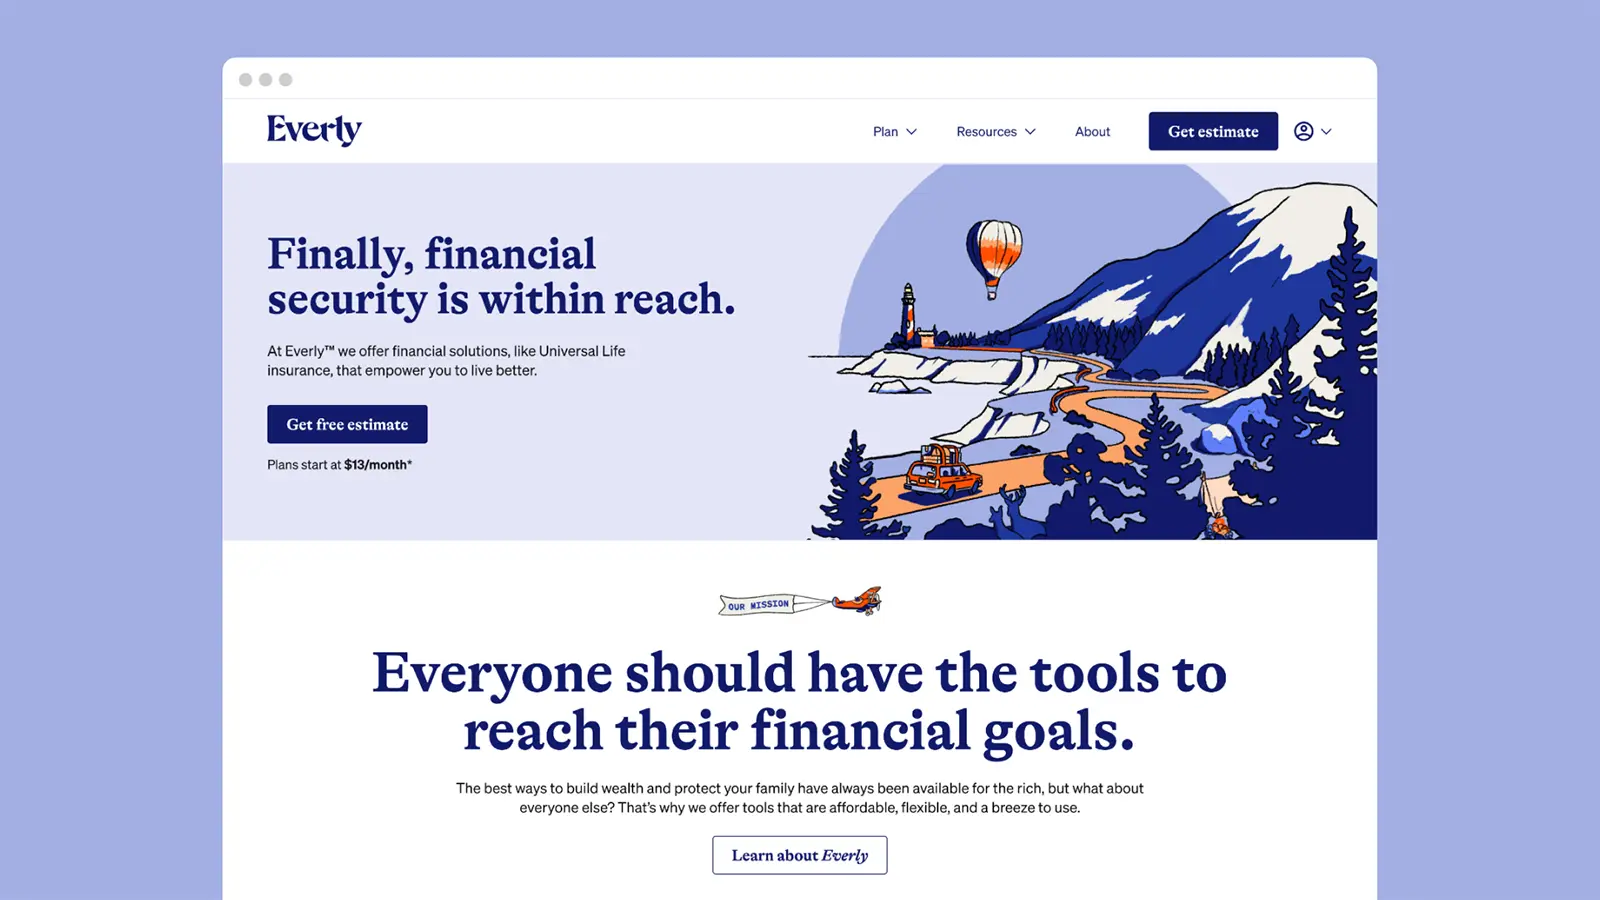 Everly
Plan
Resources
About
Get estimate
Finally, financial
security is within reach.
At Everly™ we offer financial solutions, like Universal Life
insurance, that empower you to live better.
Get free estimate
Plans start at $13/month*
OUR MISSION
Everyone should have the tools to
reach their financial goals.
The best ways to build wealth and protect your family have always been available for the rich, but what about
everyone else? That's why we offer tools that are affordable, flexible, and a breeze to use.
Learn about Everly